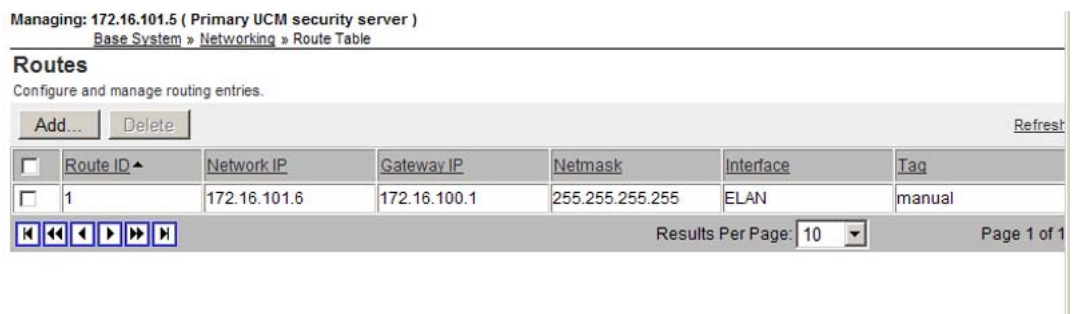 Managing: 172.16.101.5 ( Primary UCM security server )
Base System » Networking » Route Table
Routes
Configure and manage routing entries.
Add... Delete Refresh
Route ID Network IP Gateway IP Netmask Interface Tag
1 172.16.101.6 172.16.100.1 255.255.255.255 ELAN manual
Results Per Page: 10 Page 1 of 1